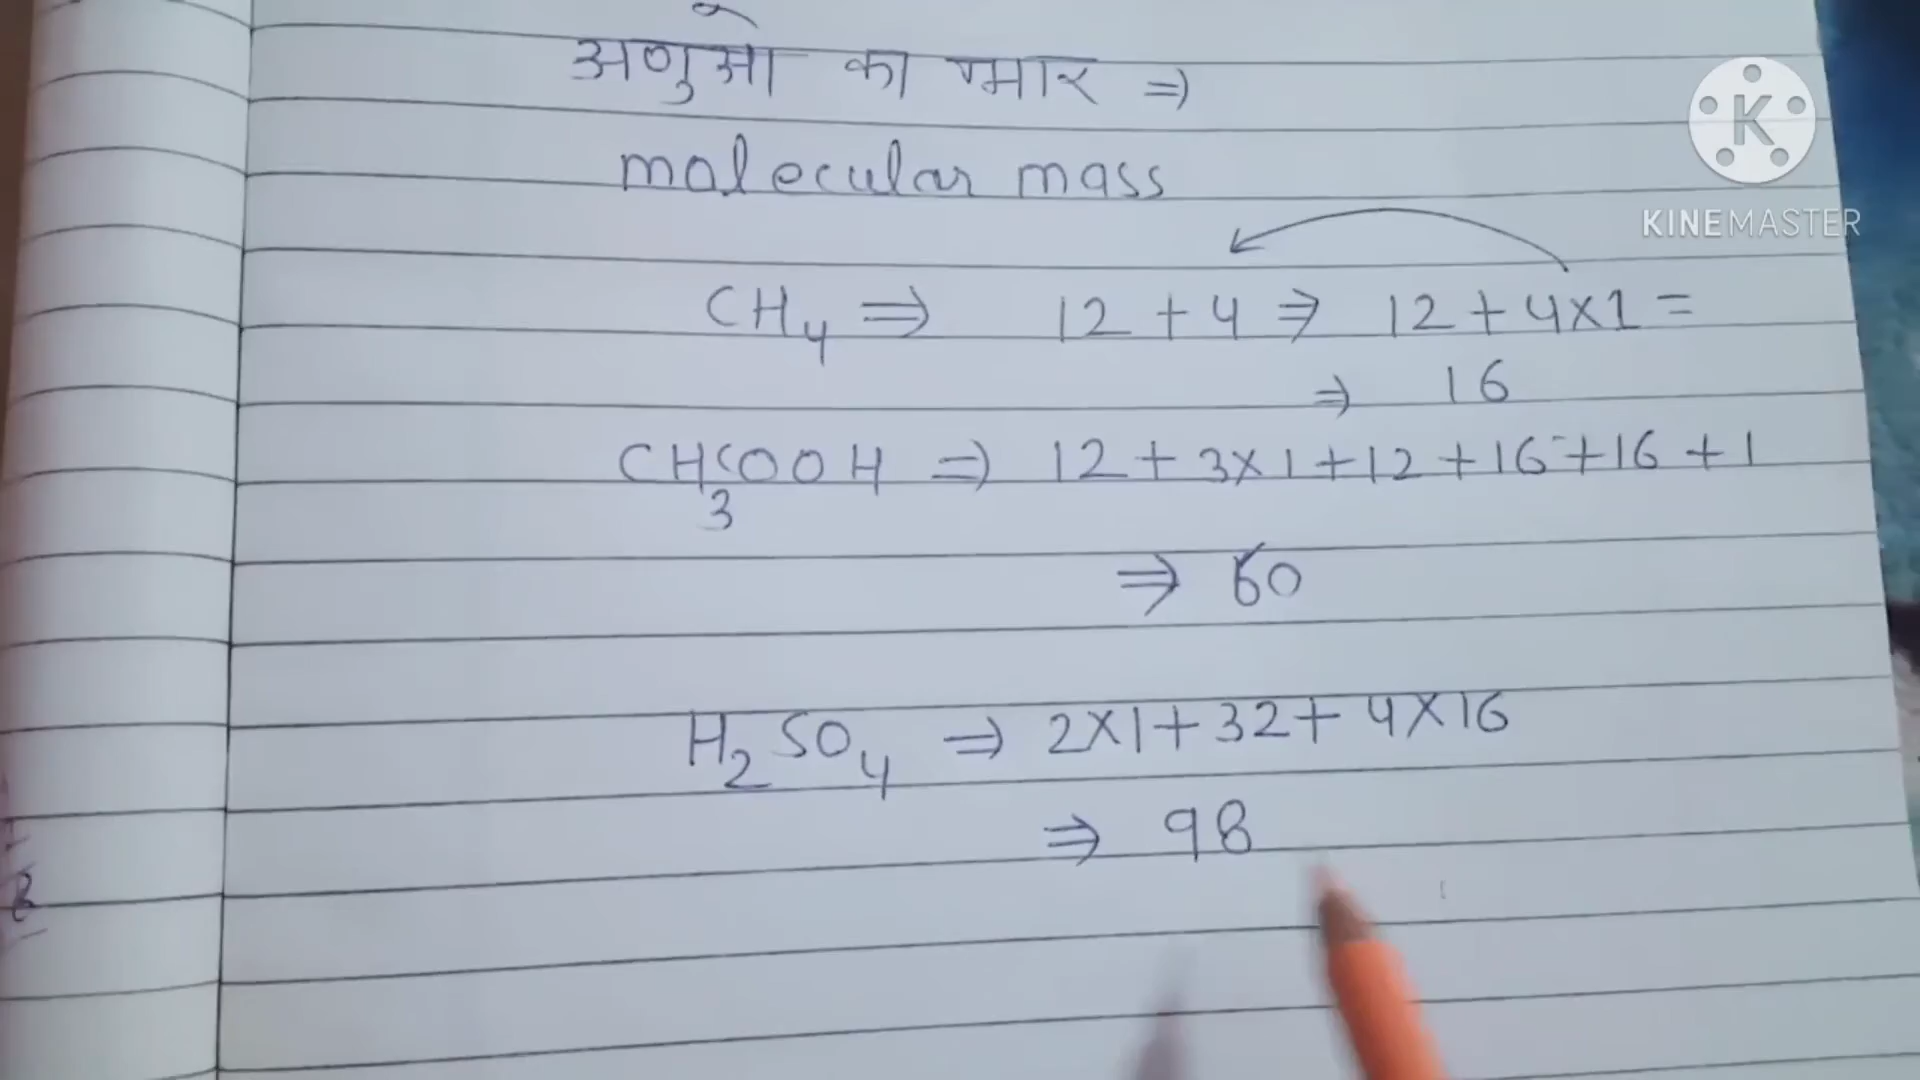 अणुओ का भार ⇒
molecular mass
K
KINEMASTER
CH₄ ⇒ 12 + 4 ⇒ 12 + 4×1 =
⇒ 16
CH₃COOH ⇒ 12 + 3×1 + 12 + 16 + 16 + 1
⇒ 60
H₂SO₄ ⇒ 2×1 + 32 + 4×16
⇒ 98